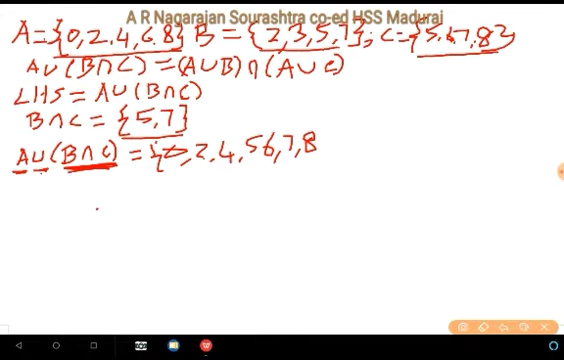 A R Nagarajan Sourashtra co-ed HSS Madurai
A={0,2,4,6,8} B={2,3,5,7}; C={5,6,7,8}
A∪(B∩C)=(A∪B)∩(A∪C)
LHS=A∪(B∩C)
B∩C={5,7}
A∪(B∩C)={0,2,4,5 6,7,8